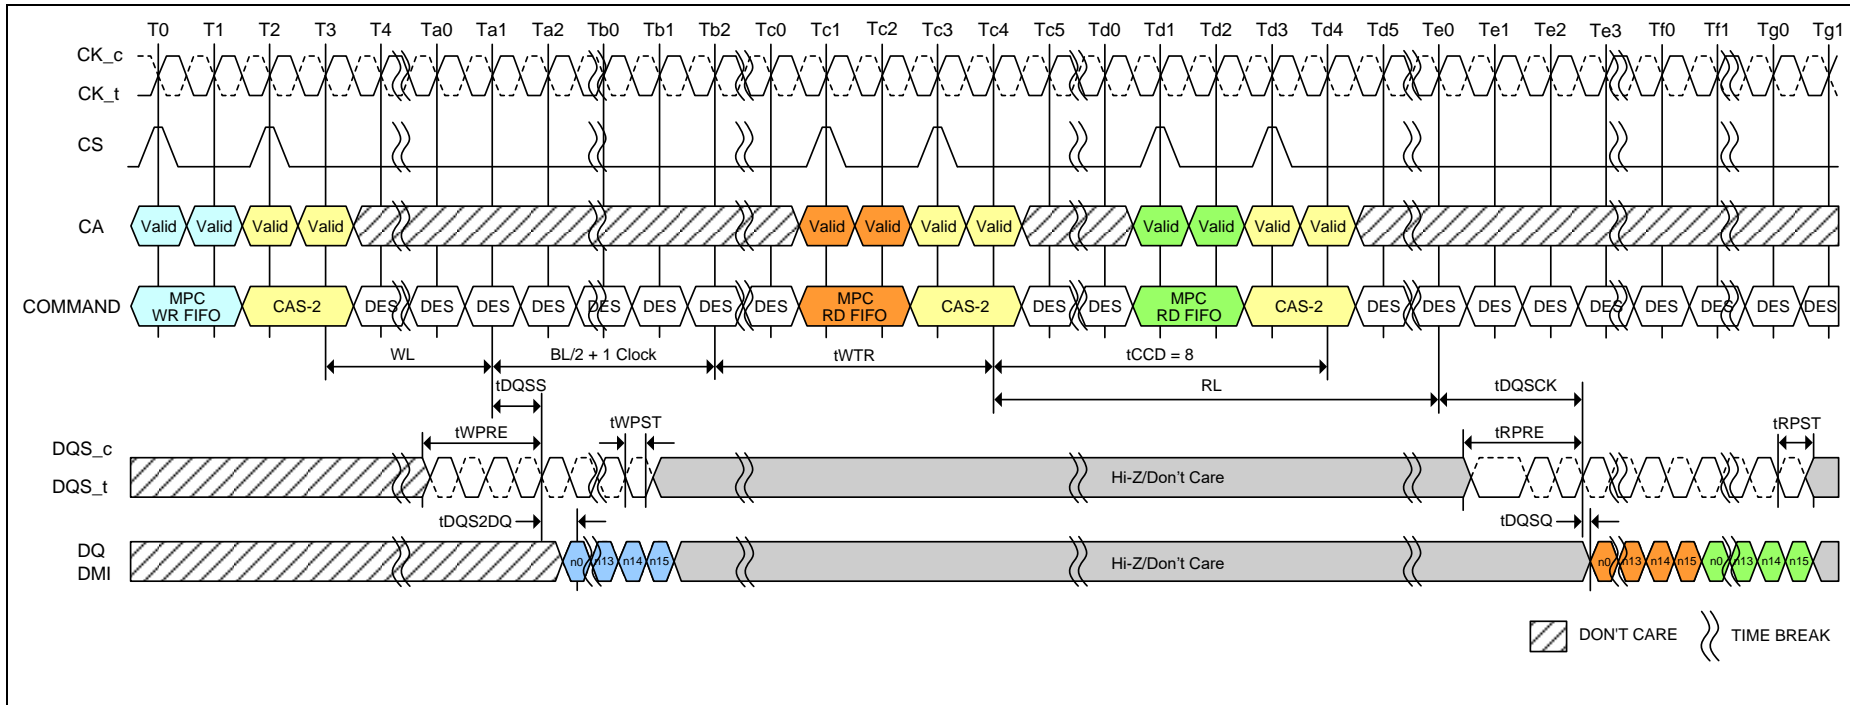 T0 T1 T2 T3 T4 Ta0 Ta1 Ta2 Tb0 Tb1 Tb2 Tc0 Tc1 Tc2 Tc3 Tc4 Tc5 Td0 Td1 Td2 Td3 Td4 Td5 Te0 Te1 Te2 Te3 Tf0 Tf1 Tg0 Tg1
CK_c
CK_t
CS
CA Valid Valid Valid Valid Valid Valid Valid Valid Valid Valid Valid Valid
COMMAND MPC WR FIFO CAS-2 DES DES DES DES DES DES DES DES MPC RD FIFO CAS-2 DES DES MPC RD FIFO CAS-2 DES DES DES DES DES DES DES DES DES
WL BL/2 + 1 Clock tWTR tCCD = 8
tDQSS RL tDQSCK
tWPRE tWPST tRPRE tRPST
DQS_c
DQS_t Hi-Z/Don't Care
tDQS2DQ tDQSQ
DQ
DMI n0 n13 n14 n15 Hi-Z/Don't Care n0 n13 n14 n15 n0 n13 n14 n15
DON'T CARE TIME BREAK